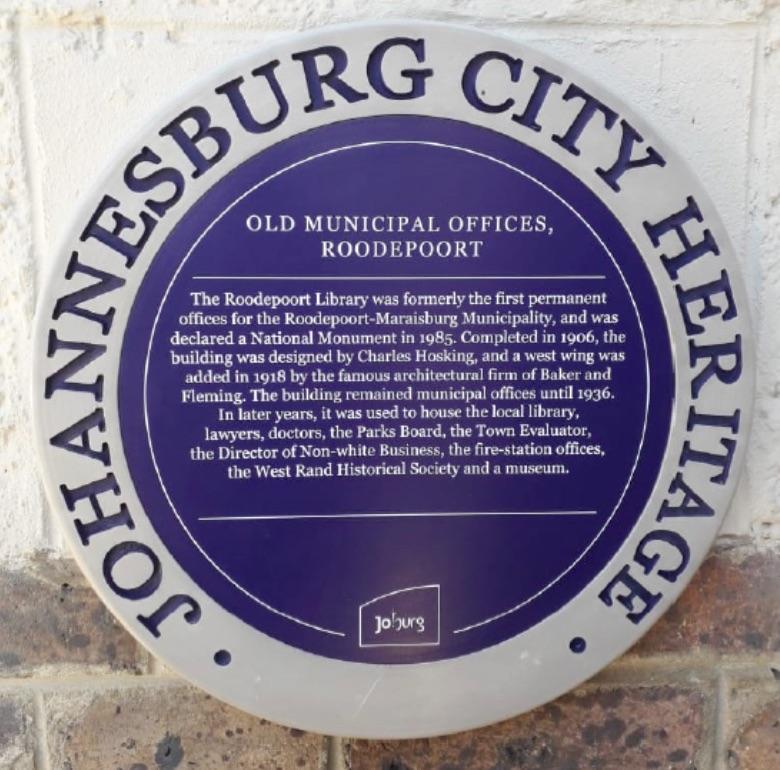 JOHANNESBURG CITY HERITAGE
OLD MUNICIPAL OFFICES,
ROODEPOORT
The Roodepoort Library was formerly the first permanent
offices for the Roodepoort-Maraisburg Municipality, and was
declared a National Monument in 1985. Completed in 1906, the
building was designed by Charles Hosking, and a west wing was
added in 1918 by the famous architectural firm of Baker and
Fleming. The building remained municipal offices until 1936.
In later years, it was used to house the local library,
lawyers, doctors, the Parks Board, the Town Evaluator,
the Director of Non-white Business, the fire-station offices,
the West Rand Historical Society and a museum.
Joburg